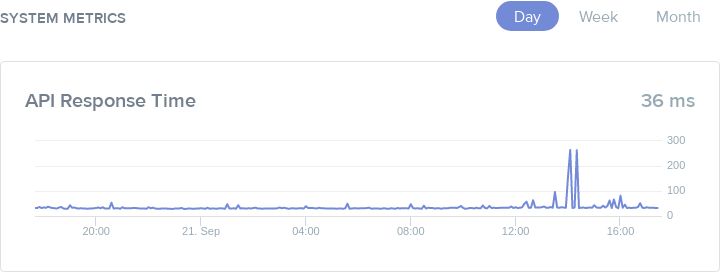 SYSTEM METRICS
Day Week Month
API Response Time
36 ms
300
200
100
0
20:00 21. Sep 04:00 08:00 12:00 16:00